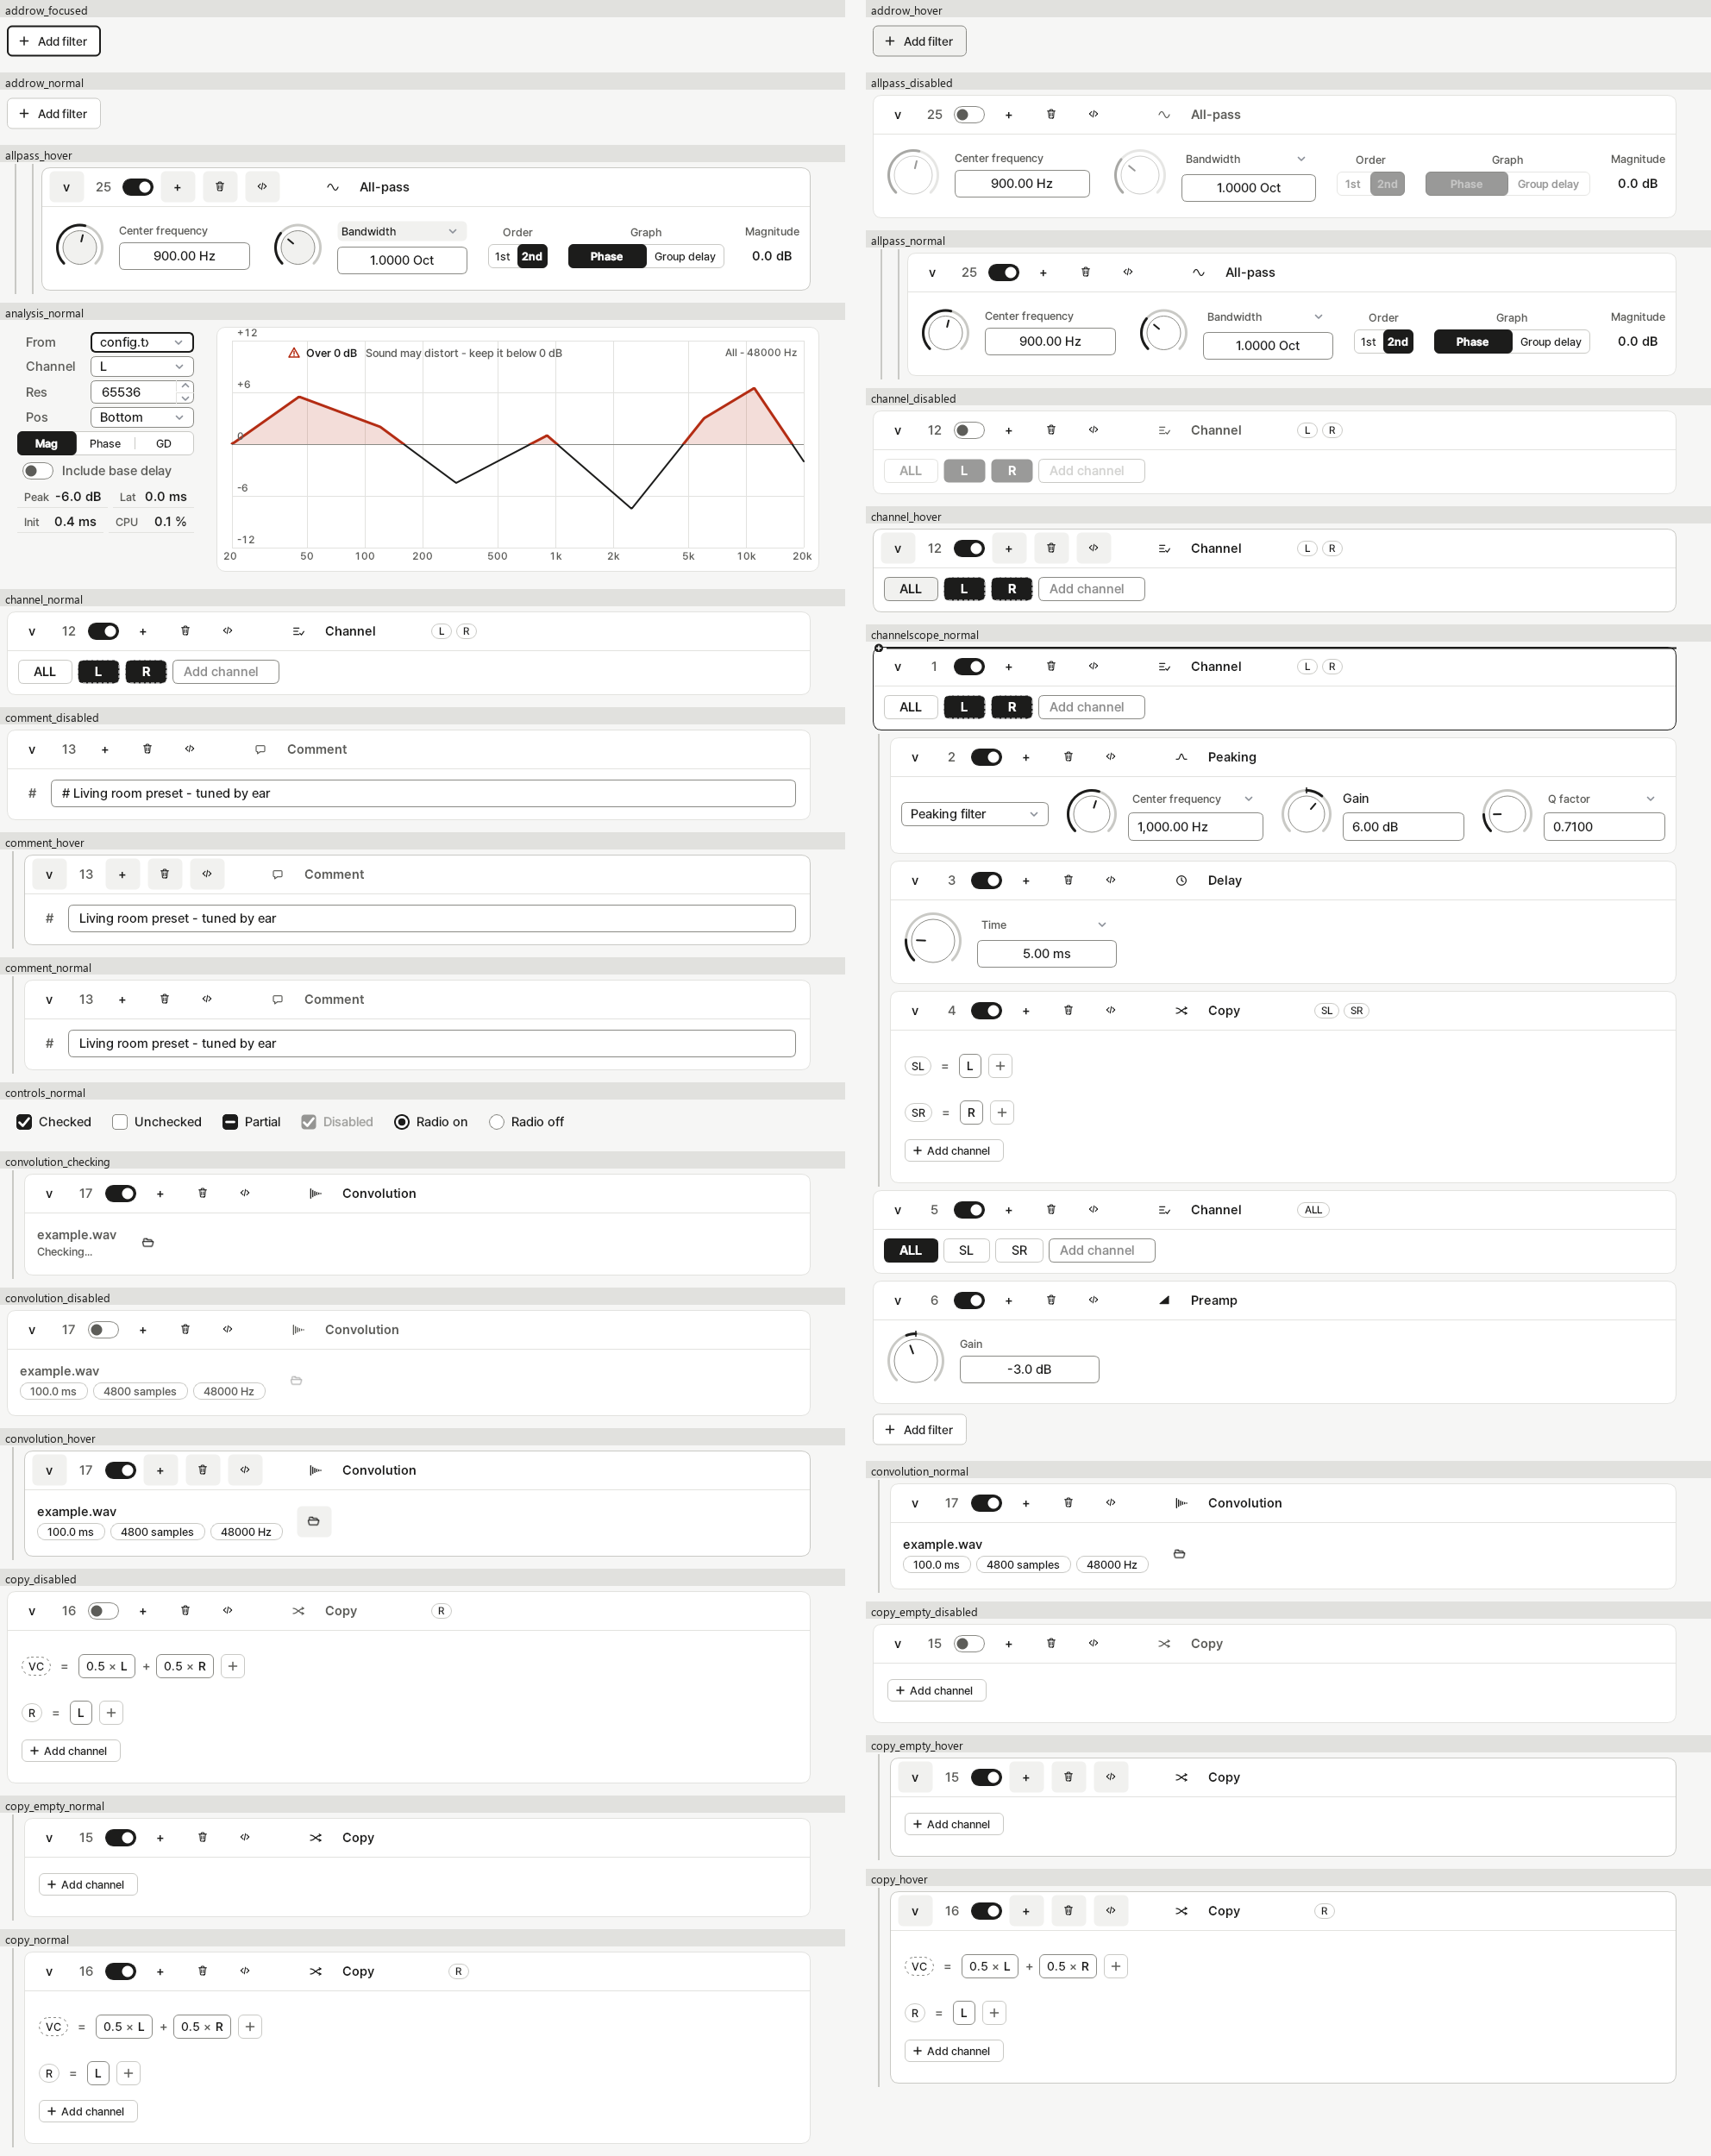 addrow_focused
+ Add filter
addrow_normal
+ Add filter
allpass_hover
v 25 + </> All-pass
Center frequency Bandwidth Order Graph Magnitude
900.00 Hz 1.0000 Oct 1st 2nd Phase Group delay 0.0 dB
analysis_normal
From config.t
Channel L
Res 65536
Pos Bottom
Mag Phase GD
Include base delay
Peak -6.0 dB Lat 0.0 ms
Init 0.4 ms CPU 0.1 %
+12
Over 0 dB Sound may distort - keep it below 0 dB All - 48000 Hz
+6
0
-6
-12
20 50 100 200 500 1k 2k 5k 10k 20k
channel_normal
v 12 + </> Channel L R
ALL L R Add channel
comment_disabled
v 13 + </> Comment
# # Living room preset - tuned by ear
comment_hover
v 13 + </> Comment
# Living room preset - tuned by ear
comment_normal
v 13 + </> Comment
# Living room preset - tuned by ear
controls_normal
Checked Unchecked Partial Disabled Radio on Radio off
convolution_checking
v 17 + </> Convolution
example.wav
Checking...
convolution_disabled
v 17 + </> Convolution
example.wav
100.0 ms 4800 samples 48000 Hz
convolution_hover
v 17 + </> Convolution
example.wav
100.0 ms 4800 samples 48000 Hz
copy_disabled
v 16 + </> Copy R
VC = 0.5 × L + 0.5 × R +
R = L +
+ Add channel
copy_empty_normal
v 15 + </> Copy
+ Add channel
copy_normal
v 16 + </> Copy R
VC = 0.5 × L + 0.5 × R +
R = L +
+ Add channel
addrow_hover
+ Add filter
allpass_disabled
v 25 + </> All-pass
Center frequency Bandwidth Order Graph Magnitude
900.00 Hz 1.0000 Oct 1st 2nd Phase Group delay 0.0 dB
allpass_normal
v 25 + </> All-pass
Center frequency Bandwidth Order Graph Magnitude
900.00 Hz 1.0000 Oct 1st 2nd Phase Group delay 0.0 dB
channel_disabled
v 12 + </> Channel L R
ALL L R Add channel
channel_hover
v 12 + </> Channel L R
ALL L R Add channel
channelscope_normal
v 1 + </> Channel L R
ALL L R Add channel
v 2 + </> Peaking
Peaking filter Center frequency Gain Q factor
1,000.00 Hz 6.00 dB 0.7100
v 3 + </> Delay
Time
5.00 ms
v 4 + </> Copy SL SR
SL = L +
SR = R +
+ Add channel
v 5 + </> Channel ALL
ALL SL SR Add channel
v 6 + </> Preamp
Gain
-3.0 dB
+ Add filter
convolution_normal
v 17 + </> Convolution
example.wav
100.0 ms 4800 samples 48000 Hz
copy_empty_disabled
v 15 + </> Copy
+ Add channel
copy_empty_hover
v 15 + </> Copy
+ Add channel
copy_hover
v 16 + </> Copy R
VC = 0.5 × L + 0.5 × R +
R = L +
+ Add channel